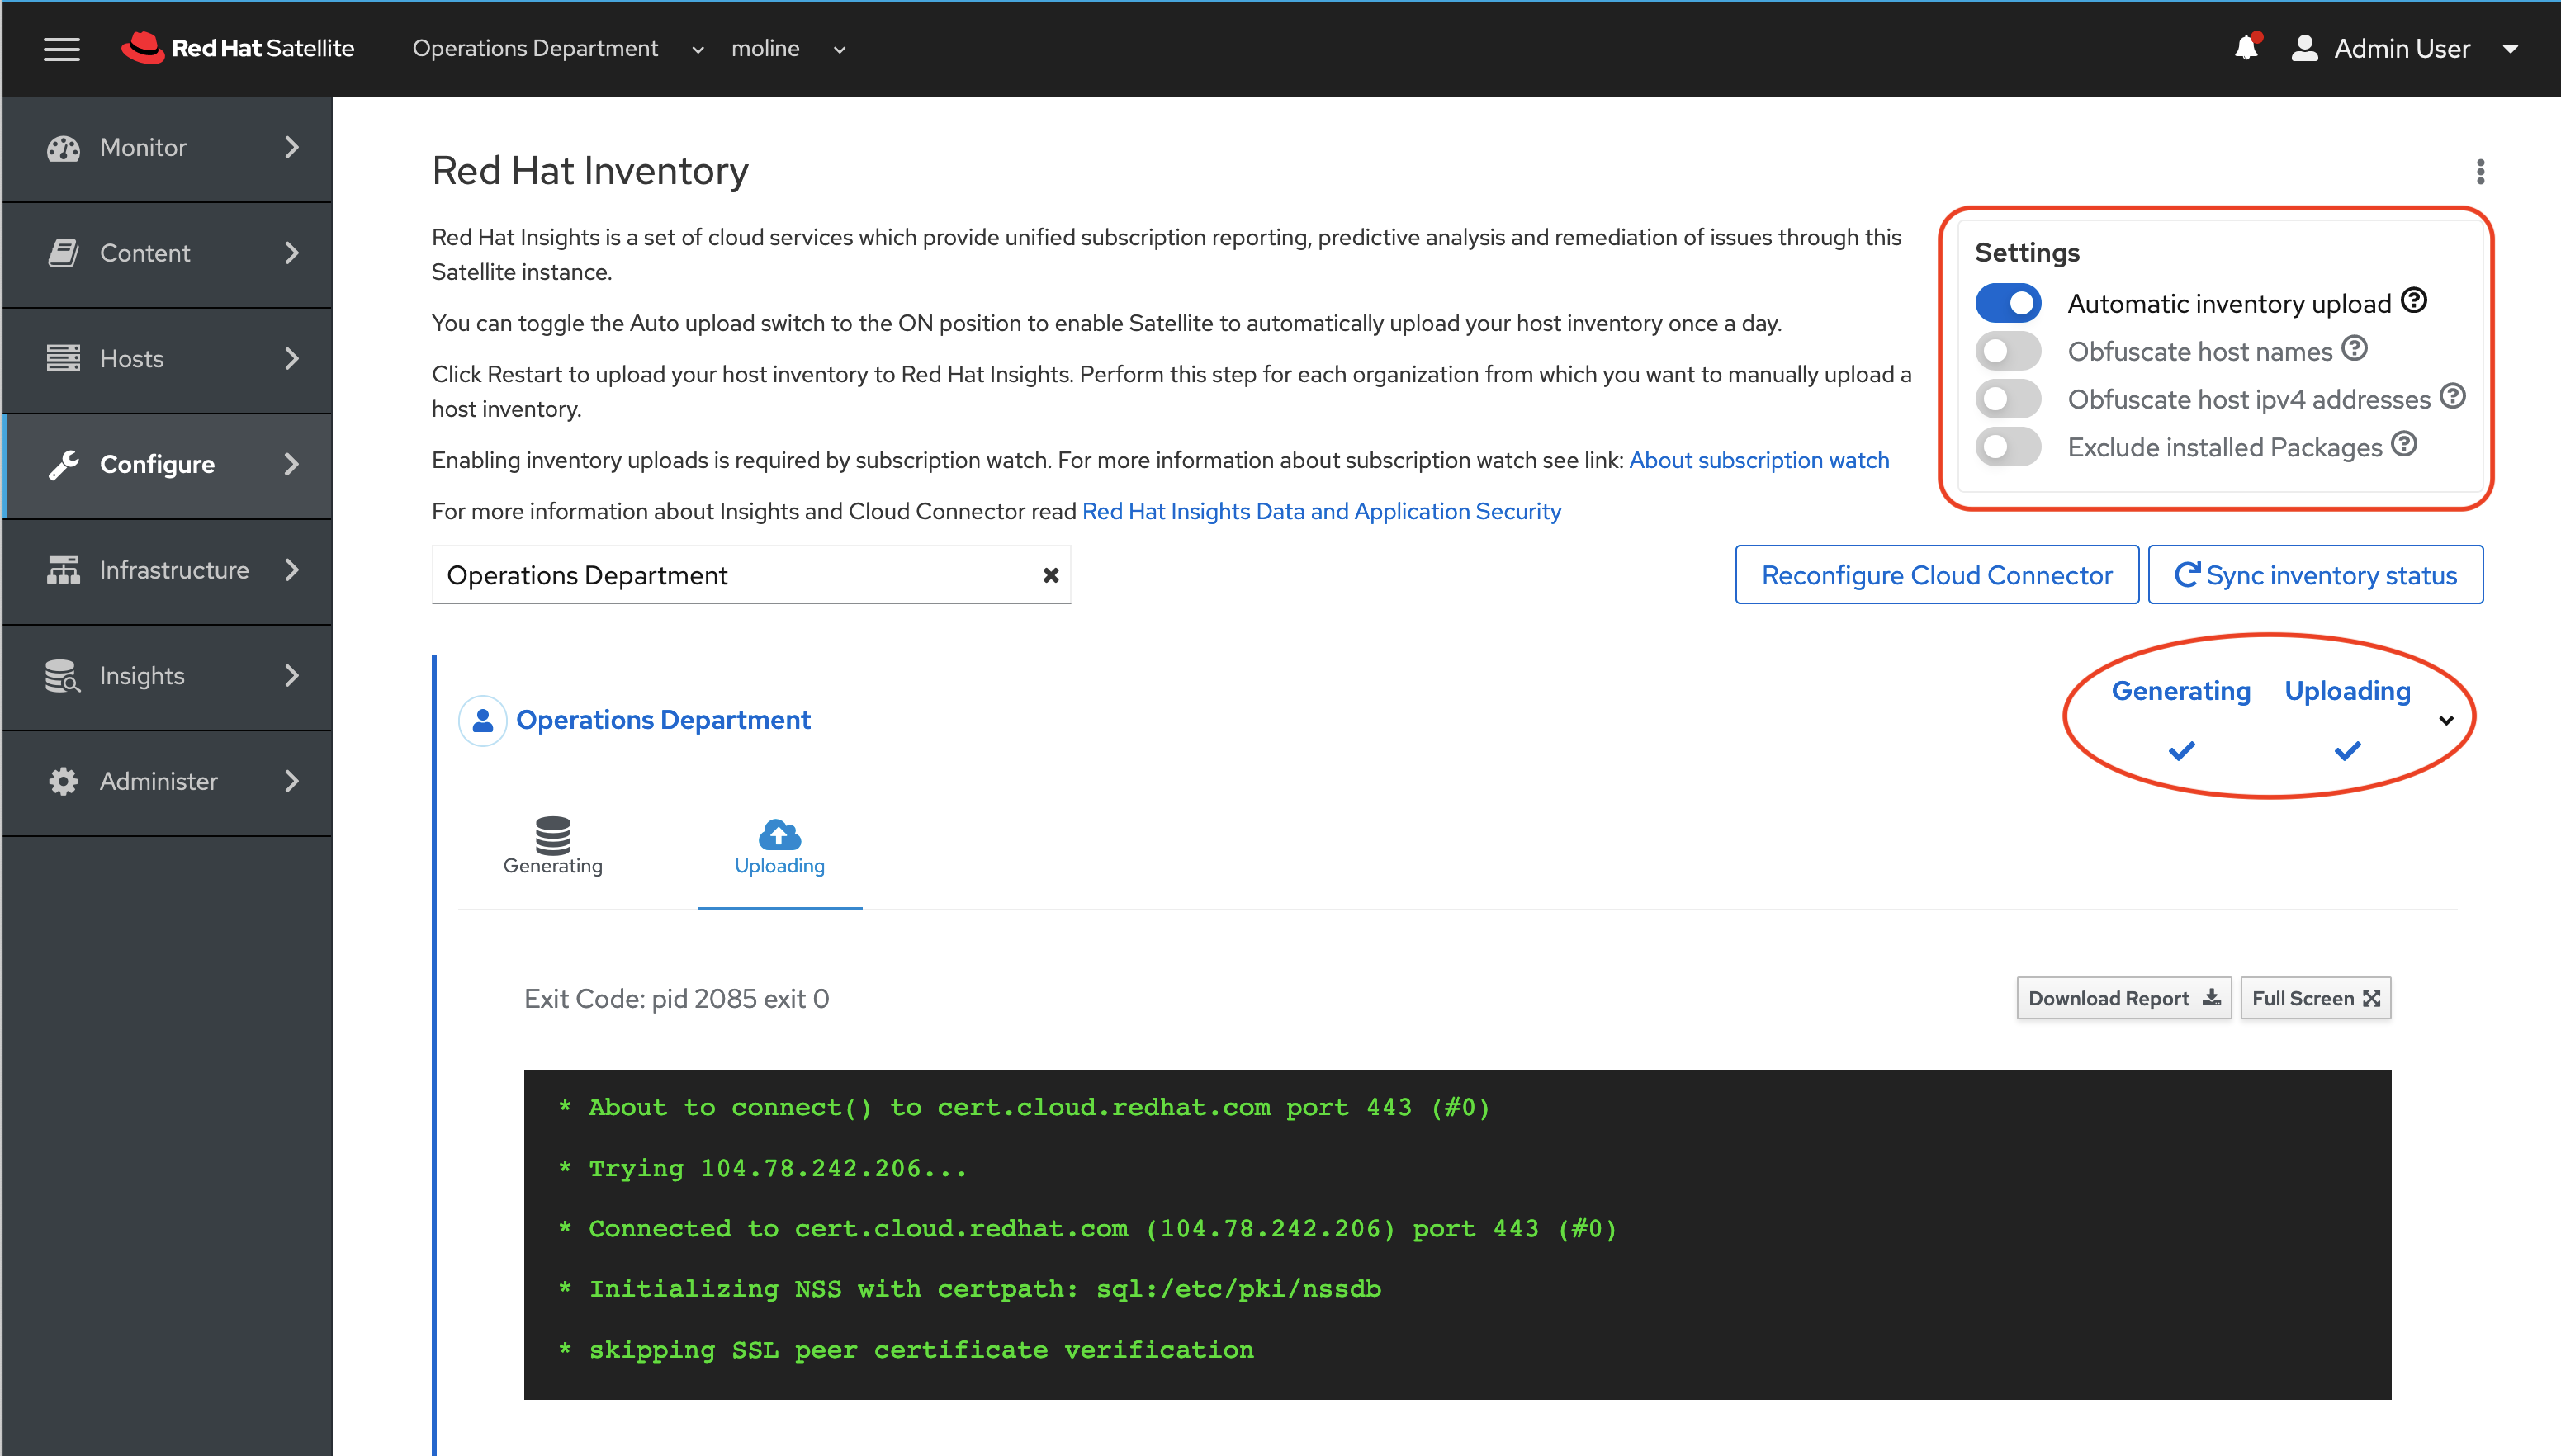 Red Hat Satellite
Operations Department
moline
Admin User
Monitor
Content
Hosts
Configure
Infrastructure
Insights
Administer
Red Hat Inventory
Red Hat Insights is a set of cloud services which provide unified subscription reporting, predictive analysis and remediation of issues through this
Satellite instance.
You can toggle the Auto upload switch to the ON position to enable Satellite to automatically upload your host inventory once a day.
Click Restart to upload your host inventory to Red Hat Insights. Perform this step for each organization from which you want to manually upload a
host inventory.
Enabling inventory uploads is required by subscription watch. For more information about subscription watch see link: About subscription watch
For more information about Insights and Cloud Connector read Red Hat Insights Data and Application Security
Settings
Automatic inventory upload
Obfuscate host names
Obfuscate host ipv4 addresses
Exclude installed Packages
Operations Department
Reconfigure Cloud Connector
Sync inventory status
Operations Department
Generating
Uploading
Generating
Uploading
Exit Code: pid 2085 exit 0
Download Report
Full Screen
* About to connect() to cert.cloud.redhat.com port 443 (#0)
* Trying 104.78.242.206...
* Connected to cert.cloud.redhat.com (104.78.242.206) port 443 (#0)
* Initializing NSS with certpath: sql:/etc/pki/nssdb
* skipping SSL peer certificate verification